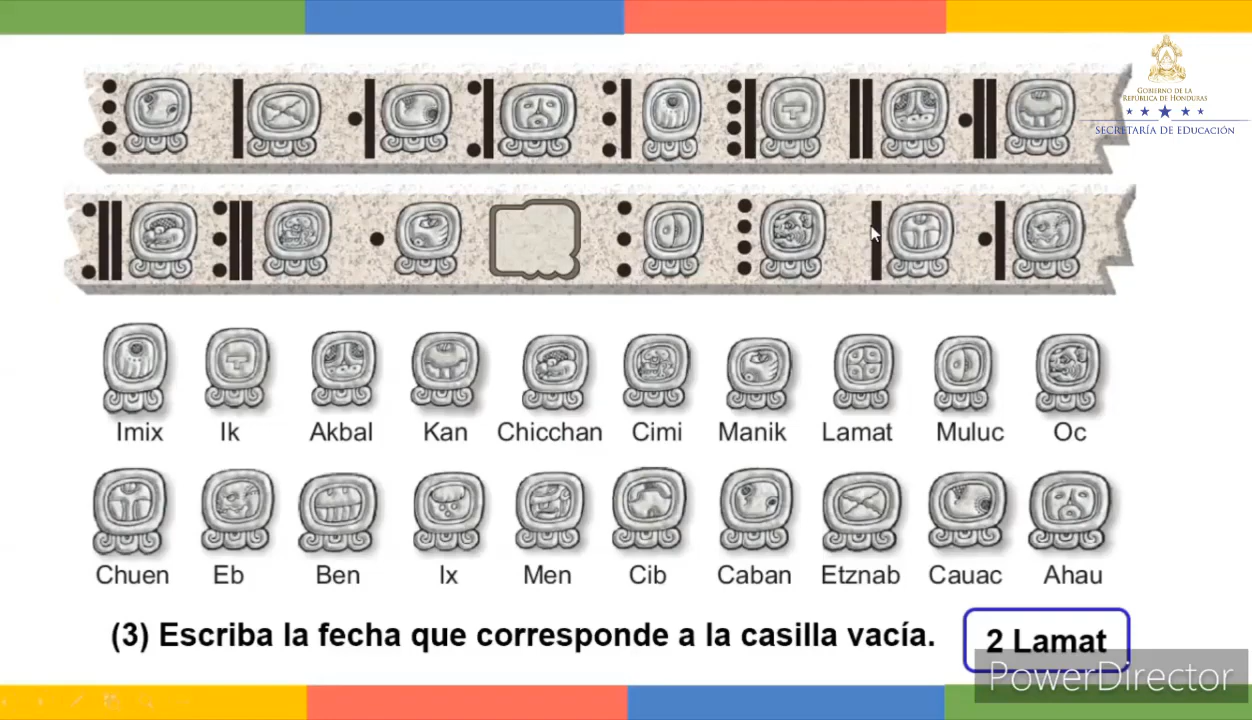 GOBIERNO DE LA
REPÚBLICA DE HONDURAS
SECRETARÍA DE EDUCACIÓN
Imix Ik Akbal Kan Chicchan Cimi Manik Lamat Muluc Oc
Chuen Eb Ben Ix Men Cib Caban Etznab Cauac Ahau
(3) Escriba la fecha que corresponde a la casilla vacía. 2 Lamat
PowerDirector